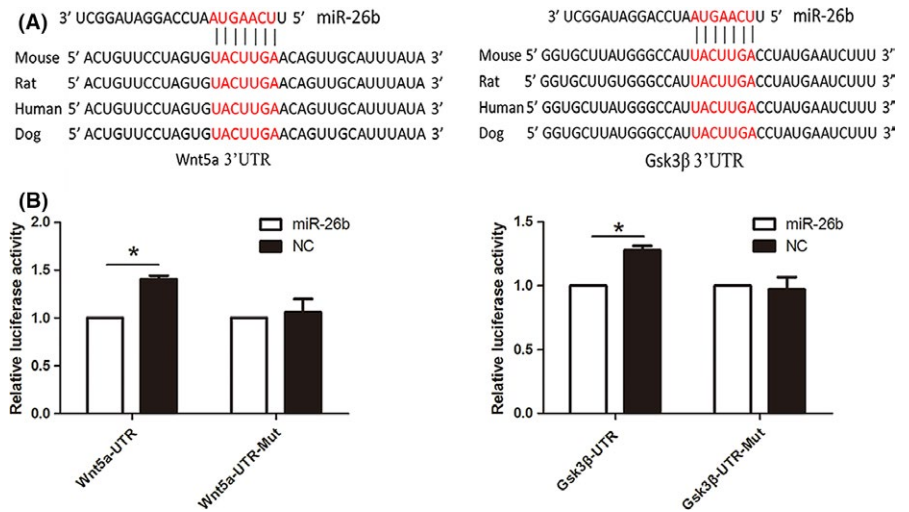 (A)
3′ UCGGAUAGGACCUAAUGAACUU 5′ miR-26b
Mouse 5′ ACUGUUCCUAGUGUACUUGAACAGUUGCAUUUAUA 3′
Rat 5′ ACUGUUCCUAGUGUACUUGAACAGUUGCAUUUAUA 3′
Human 5′ ACUGUUCCUAGUGUACUUGAACAGUUGCAUUUAUA 3′
Dog 5′ ACUGUUCCUAGUGUACUUGAACAGUUGCAUUUAUA 3′
Wnt5a 3′UTR
3′ UCGGAUAGGACCUAAUGAACUU 5′ miR-26b
Mouse 5′ GGUGCUUAUGGGCCAUUACUUGACCUAUGAAUCUUU 3″
Rat 5′ GGUGCUUGUGGGCCAUUACUUGACCUAUGAAUCUUU 3″
Human 5′ GGUGCUUAUGGGCCAUUACUUGACCUAUGAAUCUUU 3″
Dog 5′ GGUGCUUAUGGGCCAUUACUUGACCUAUGAAUCUUU 3″
Gsk3β 3′UTR
(B)
Relative luciferase activity
2.0
1.5
1.0
0.5
0.0
*
miR-26b
NC
Wnt5a-UTR
Wnt5a-UTR-Mut
Relative luciferase activity
1.5
1.0
0.5
0.0
*
miR-26b
NC
Gsk3β-UTR
Gsk3β-UTR-Mut